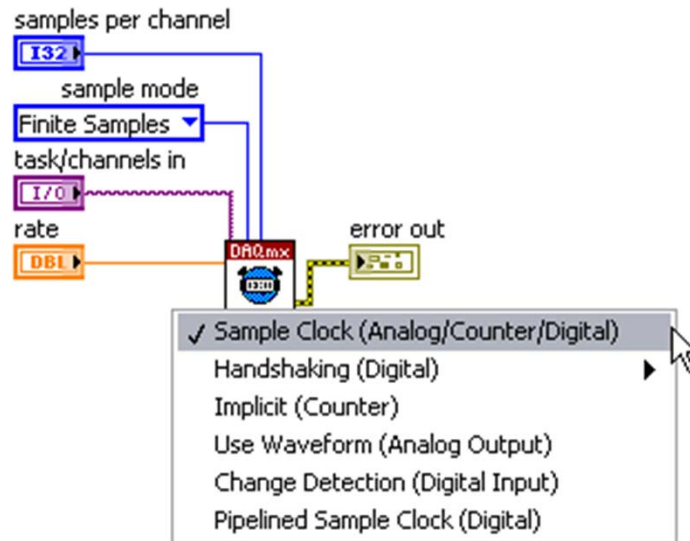 samples per channel
I32
sample mode
Finite Samples
task/channels in
I/O
rate
DBL
DAQmx
error out
✓ Sample Clock (Analog/Counter/Digital)
Handshaking (Digital)
Implicit (Counter)
Use Waveform (Analog Output)
Change Detection (Digital Input)
Pipelined Sample Clock (Digital)